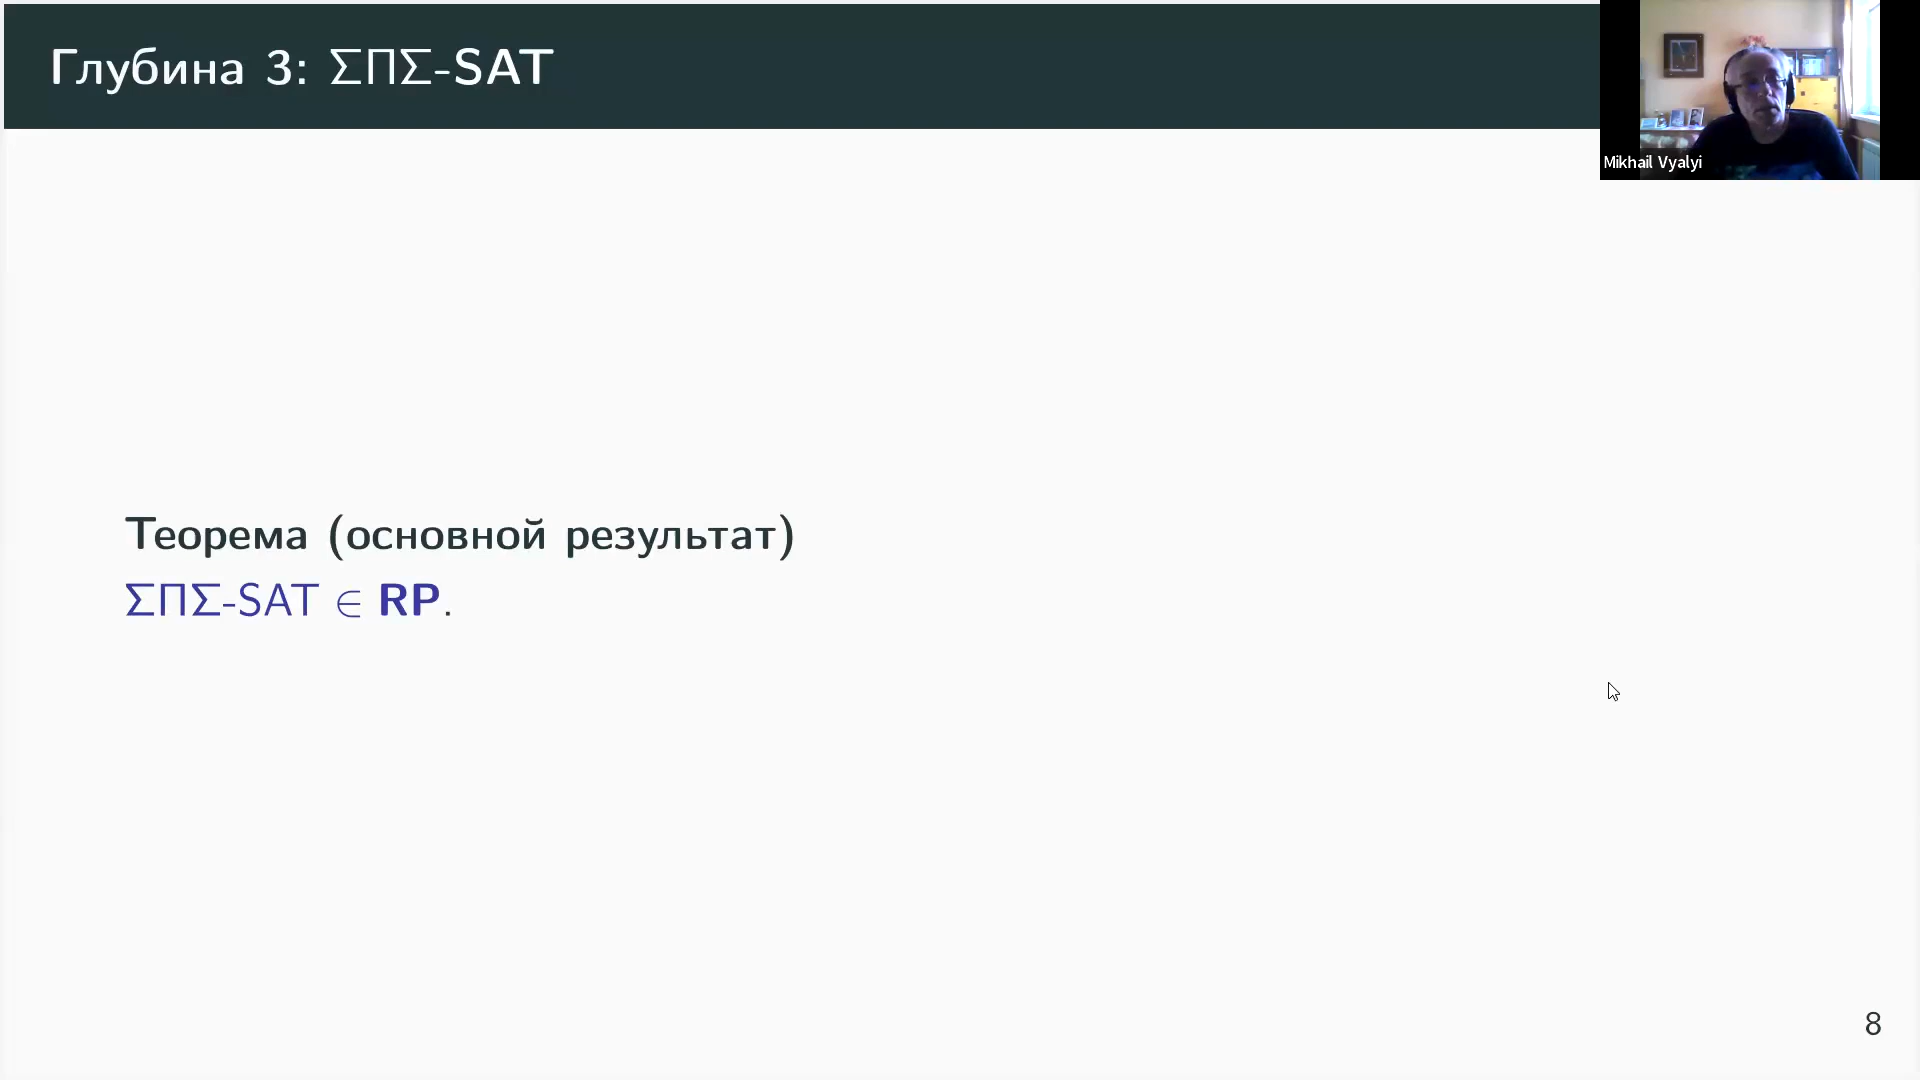 Глубина 3: ΣΠΣ-SAT
Mikhail Vyalyi
Теорема (основной результат)
ΣΠΣ-SAT ∈ RP.
8